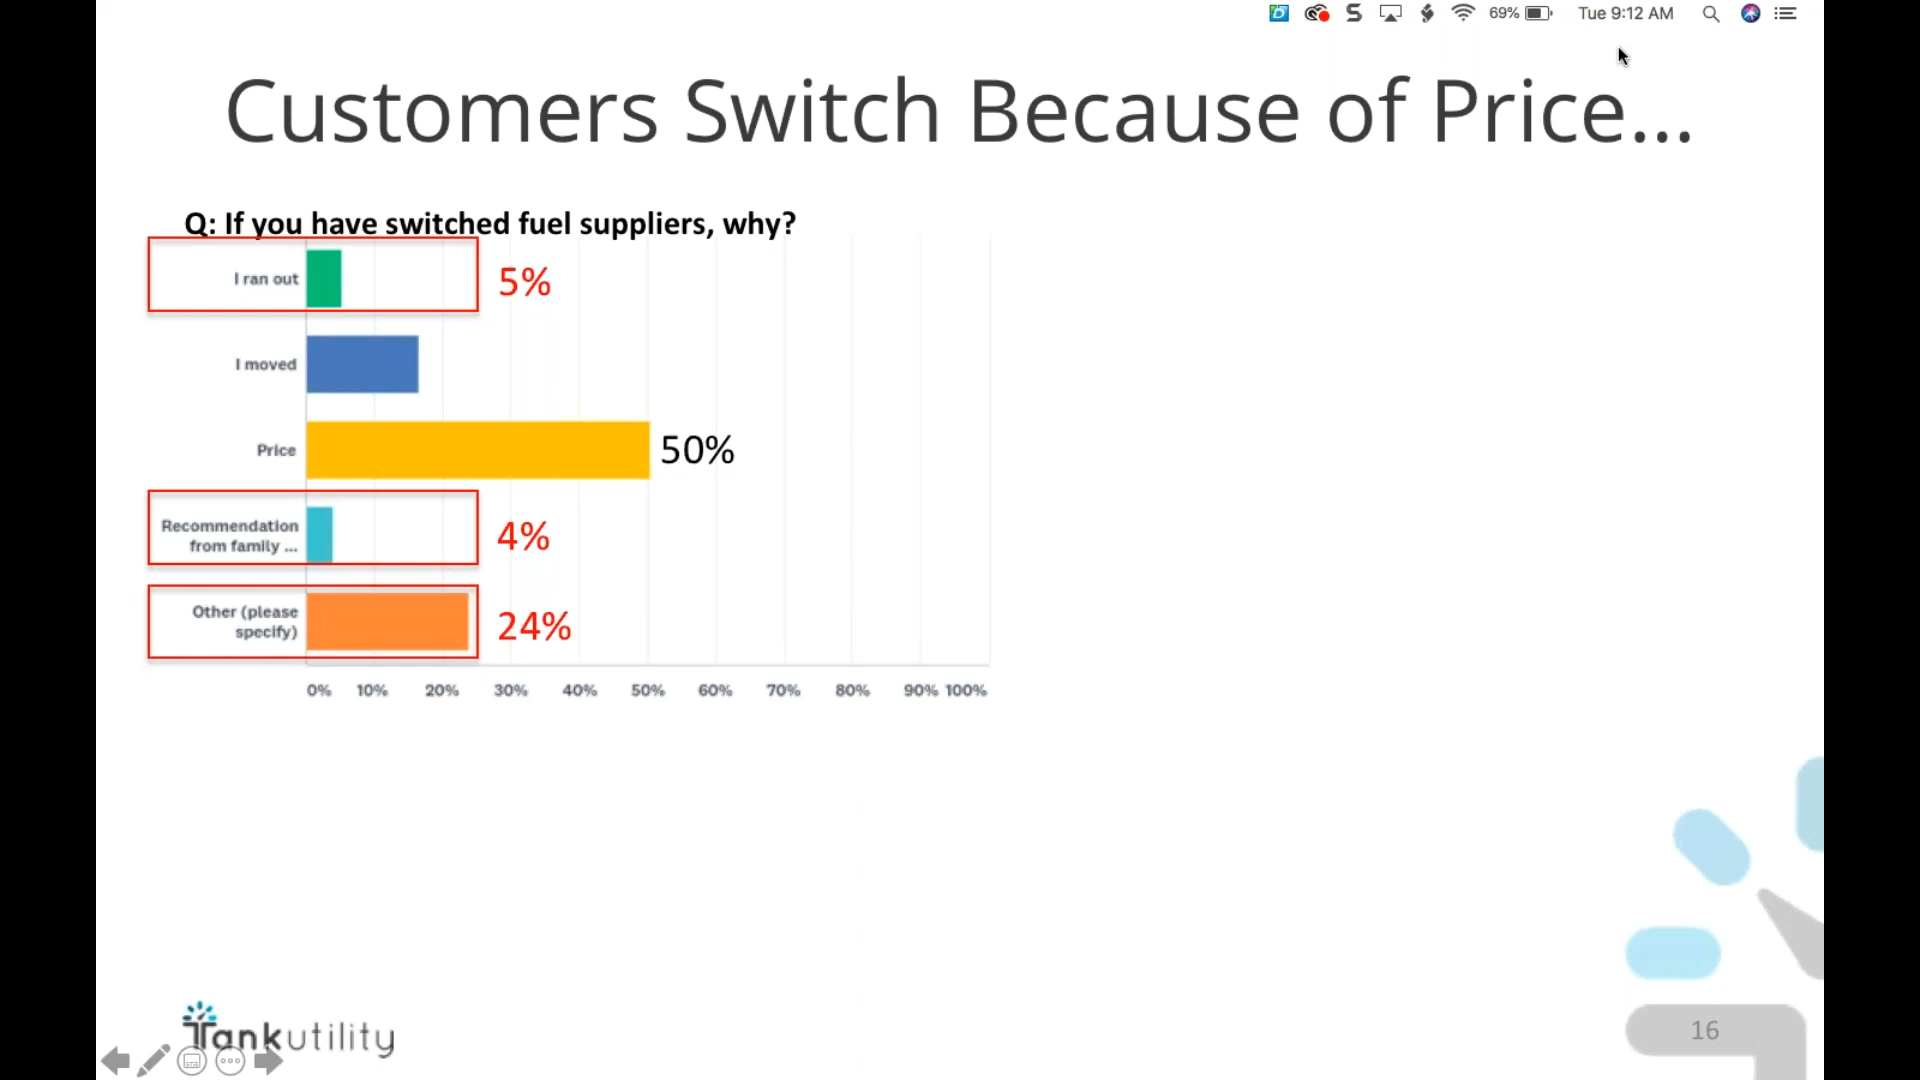 69% Tue 9:12 AM
Customers Switch Because of Price...
Q: If you have switched fuel suppliers, why?
I ran out 5%
I moved
Price 50%
Recommendation
from family ... 4%
Other (please
specify) 24%
0% 10% 20% 30% 40% 50% 60% 70% 80% 90% 100%
Tankutility
16